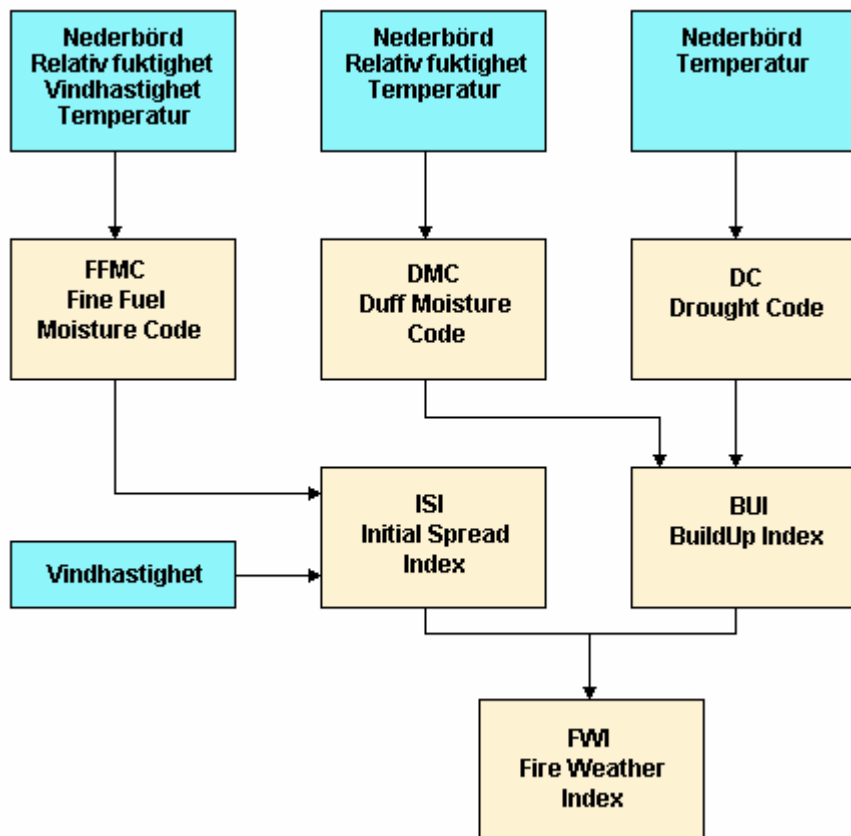 Nederbörd
Relativ fuktighet
Vindhastighet
Temperatur
Nederbörd
Relativ fuktighet
Temperatur
Nederbörd
Temperatur
FFMC
Fine Fuel
Moisture Code
DMC
Duff Moisture
Code
DC
Drought Code
ISI
Initial Spread
Index
BUI
BuildUp Index
Vindhastighet
FWI
Fire Weather
Index